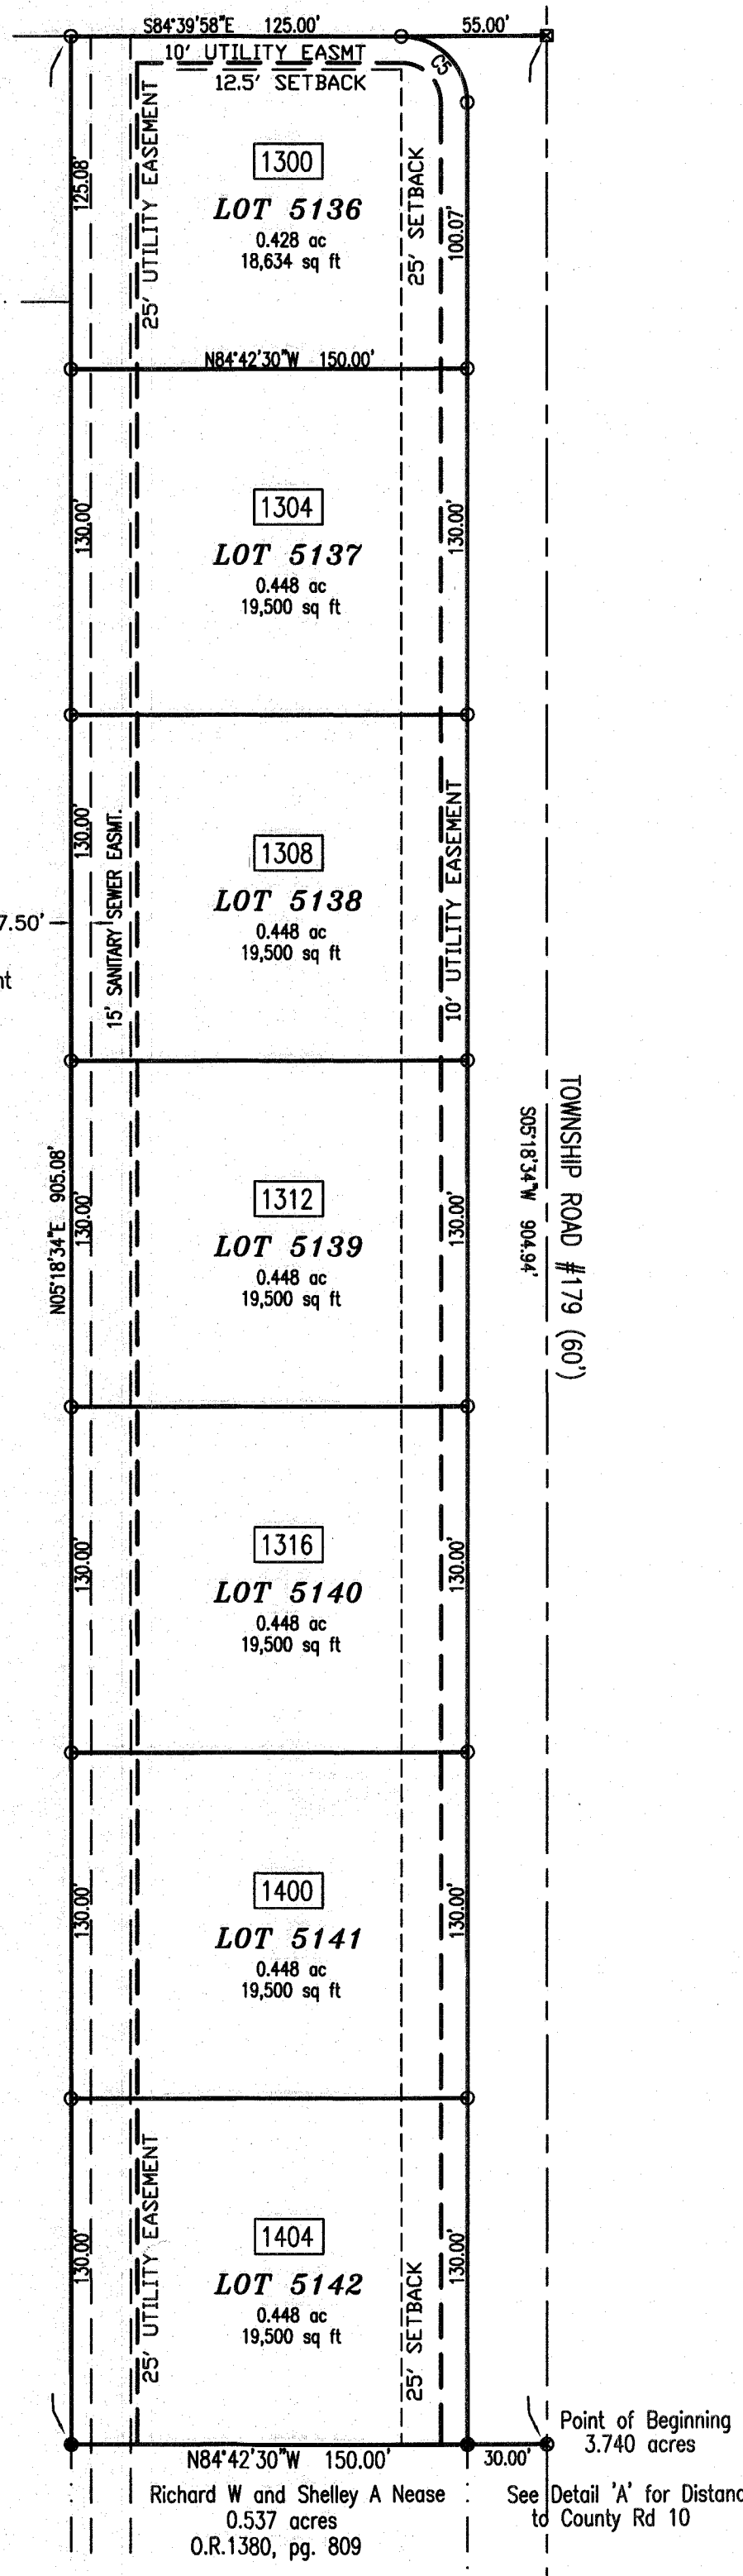 S84°39'58"E 125.00'
55.00'
10' UTILITY EASMT
12.5' SETBACK
C5
125.08'
25' UTILITY EASEMENT
1300
LOT 5136
0.428 ac
18,634 sq ft
25' SETBACK
100.07'
N84°42'30"W 150.00'
130.00'
1304
LOT 5137
0.448 ac
19,500 sq ft
130.00'
130.00'
15' SANITARY SEWER EASMT.
1308
LOT 5138
0.448 ac
19,500 sq ft
10' UTILITY EASEMENT
7.50'
nt
N05°18'34"E 905.08'
130.00'
1312
LOT 5139
0.448 ac
19,500 sq ft
130.00'
S05°18'34"W 904.94'
TOWNSHIP ROAD #179 (60')
130.00'
1316
LOT 5140
0.448 ac
19,500 sq ft
130.00'
130.00'
1400
LOT 5141
0.448 ac
19,500 sq ft
130.00'
130.00'
25' UTILITY EASEMENT
1404
LOT 5142
0.448 ac
19,500 sq ft
25' SETBACK
130.00'
N84°42'30"W 150.00'
30.00'
Point of Beginning
3.740 acres
Richard W and Shelley A Nease
0.537 acres
O.R.1380, pg. 809
See Detail 'A' for Distanc
to County Rd 10